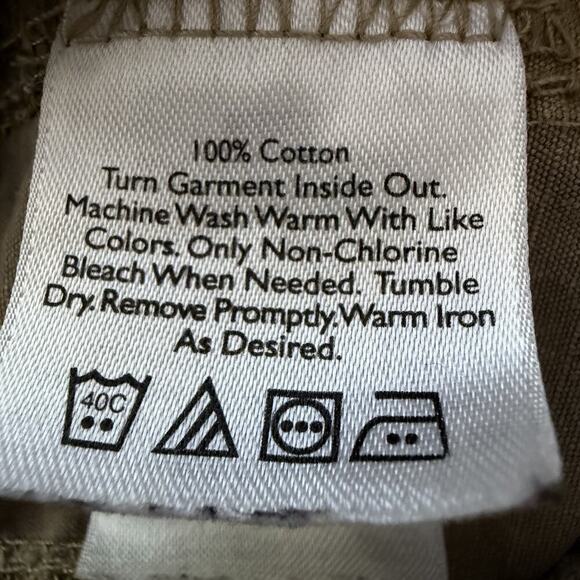 100% Cotton
Turn Garment Inside Out.
Machine Wash Warm With Like
Colors. Only Non-Chlorine
Bleach When Needed. Tumble
Dry. Remove Promptly. Warm Iron
As Desired.
40C